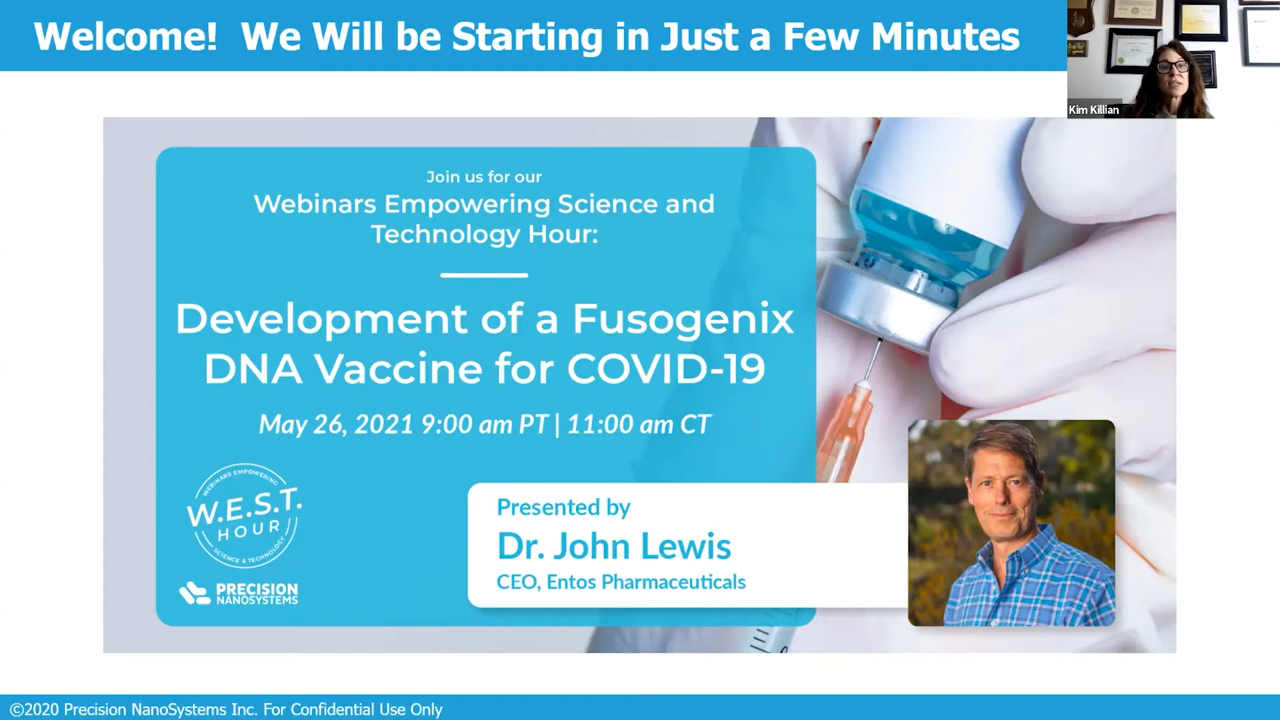 Welcome! We Will be Starting in Just a Few Minutes
Kim Killian
Join us for our
Webinars Empowering Science and
Technology Hour:
Development of a Fusogenix
DNA Vaccine for COVID-19
May 26, 2021 9:00 am PT | 11:00 am CT
WEBINARS EMPOWERING
W.E.S.T.
HOUR
SCIENCE & TECHNOLOGY
PRECISION
NANOSYSTEMS
Presented by
Dr. John Lewis
CEO, Entos Pharmaceuticals
©2020 Precision NanoSystems Inc. For Confidential Use Only